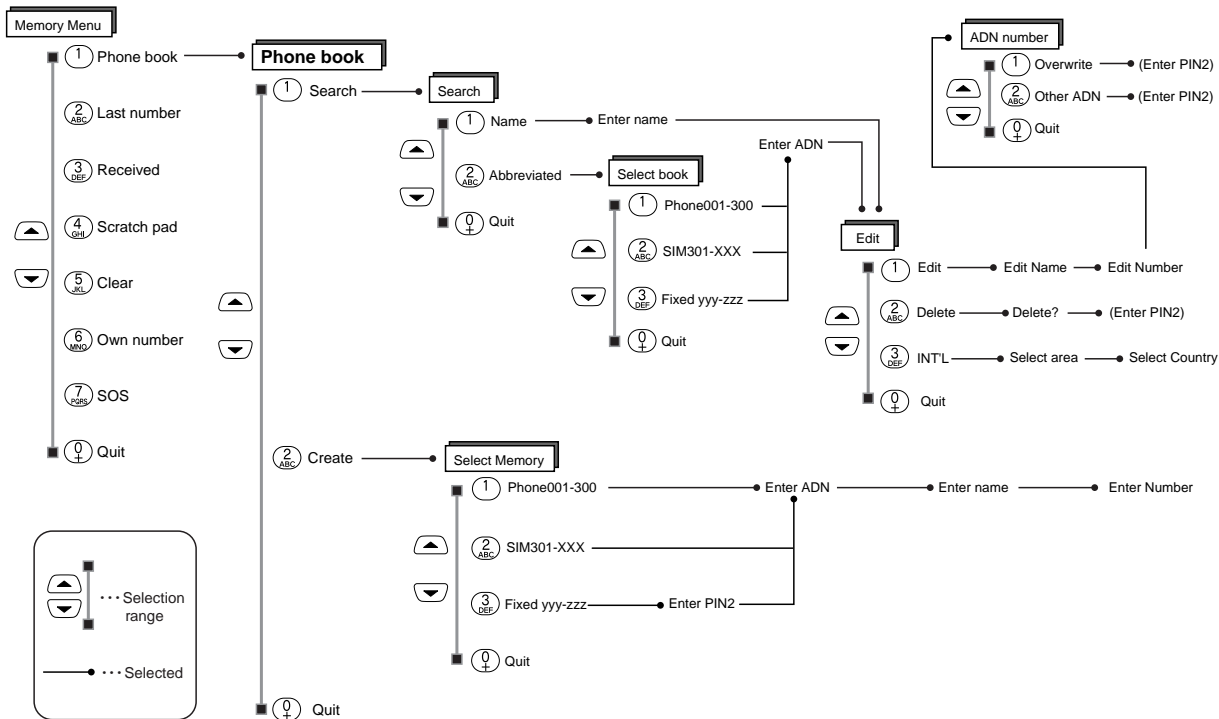 Memory Menu
1 Phone book
2 ABC Last number
3 DEF Received
4 GHI Scratch pad
5 JKL Clear
6 MNO Own number
7 PQRS SOS
0 + Quit
Phone book
1 Search
2 ABC Create
0 + Quit
Search
1 Name
Enter name
2 ABC Abbreviated
0 + Quit
Select book
1 Phone001-300
2 ABC SIM301-XXX
3 DEF Fixed yyy-zzz
0 + Quit
Enter ADN
Edit
1 Edit
Edit Name
Edit Number
2 ABC Delete
Delete?
(Enter PIN2)
3 DEF INT'L
Select area
Select Country
0 + Quit
ADN number
1 Overwrite
(Enter PIN2)
2 ABC Other ADN
(Enter PIN2)
0 + Quit
Select Memory
1 Phone001-300
Enter ADN
Enter name
Enter Number
2 ABC SIM301-XXX
3 DEF Fixed yyy-zzz
Enter PIN2
0 + Quit
···Selection
range
···Selected